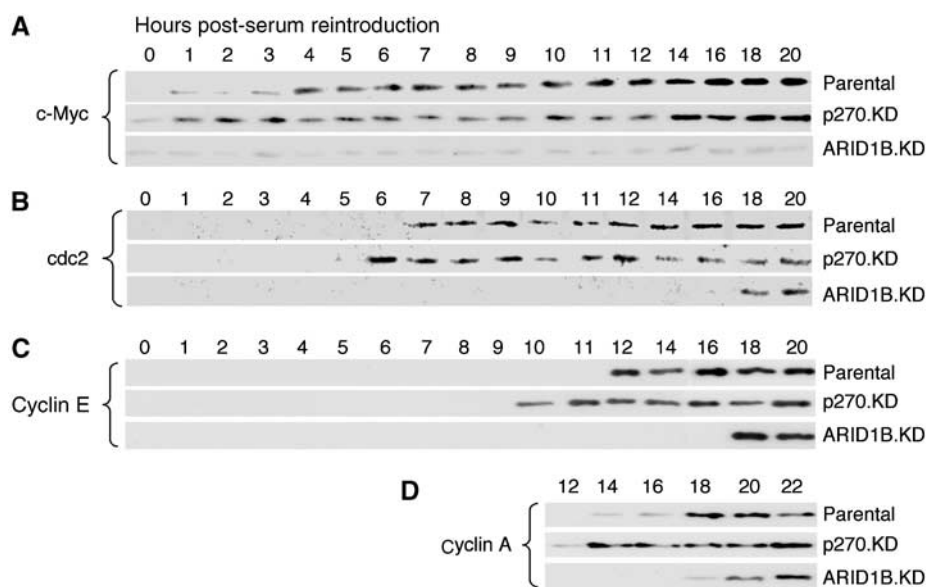 A
Hours post-serum reintroduction
0 1 2 3 4 5 6 7 8 9 10 11 12 14 16 18 20
c-Myc
Parental
p270.KD
ARID1B.KD
B
0 1 2 3 4 5 6 7 8 9 10 11 12 14 16 18 20
cdc2
Parental
p270.KD
ARID1B.KD
C
0 1 2 3 4 5 6 7 8 9 10 11 12 14 16 18 20
Cyclin E
Parental
p270.KD
ARID1B.KD
D
12 14 16 18 20 22
Cyclin A
Parental
p270.KD
ARID1B.KD